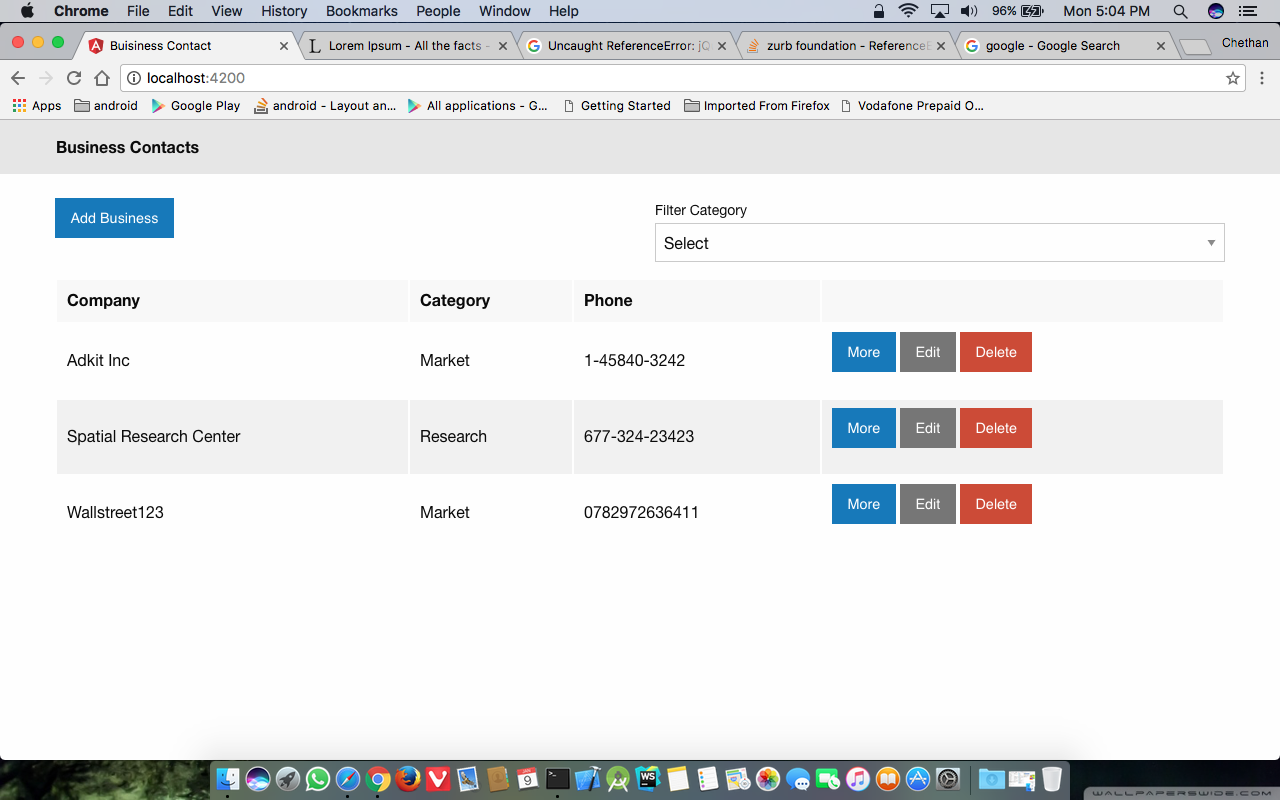 Chrome File Edit View History Bookmarks People Window Help 96% Mon 5:04 PM
Buisiness Contact Lorem Ipsum - All the facts - Uncaught ReferenceError: jQ zurb foundation - ReferenceE google - Google Search Chethan
localhost:4200
Apps android Google Play android - Layout an... All applications - G... Getting Started Imported From Firefox Vodafone Prepaid O...
Business Contacts
Add Business
Filter Category
Select
Company Category Phone
Adkit Inc Market 1-45840-3242 More Edit Delete
Spatial Research Center Research 677-324-23423 More Edit Delete
Wallstreet123 Market 0782972636411 More Edit Delete
9 WS
WALLPAPERSWIDE.COM